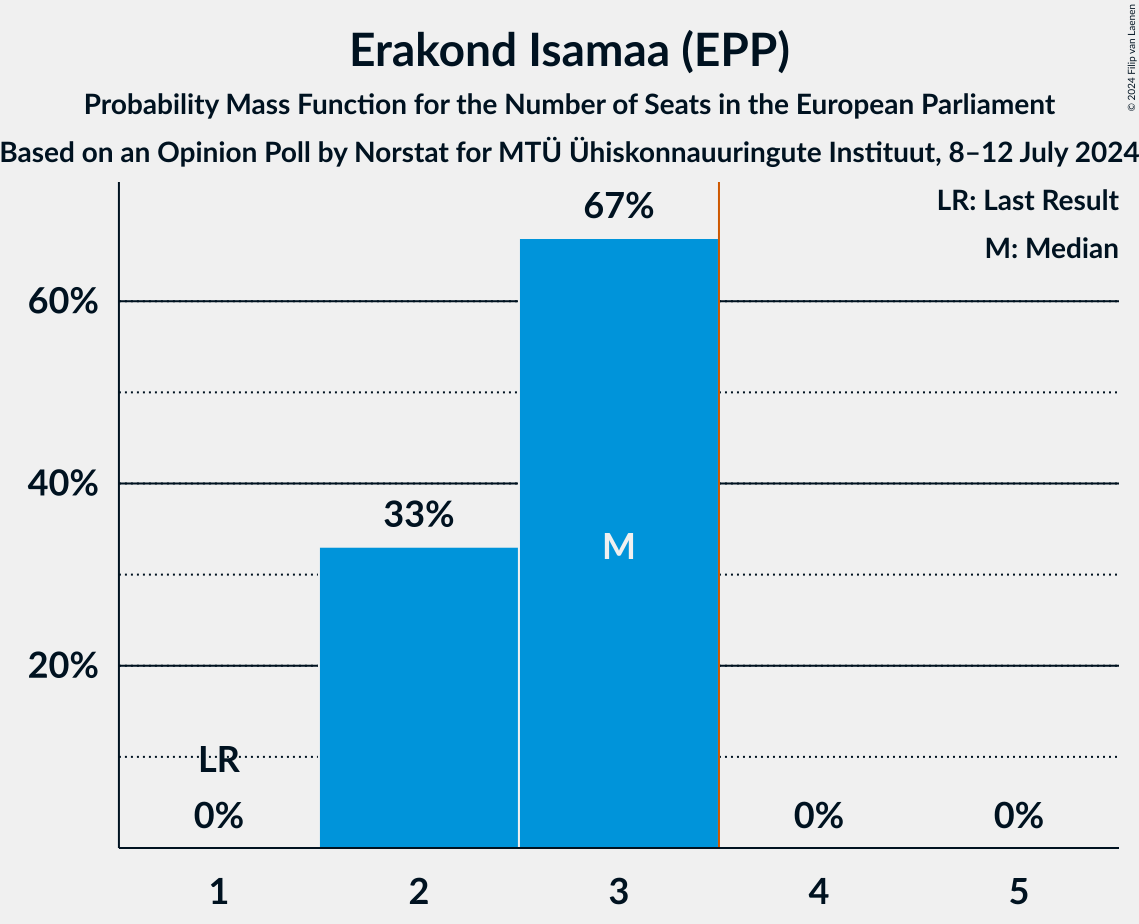 Erakond Isamaa (EPP)
Probability Mass Function for the Number of Seats in the European Parliament
Based on an Opinion Poll by Norstat for MTÜ Ühiskonnauuringute Instituut, 8–12 July 2024
© 2024 Filip van Laenen
LR: Last Result
M: Median
67%
60%
40%
33%
M
20%
LR
0%
0%
0%
1
2
3
4
5